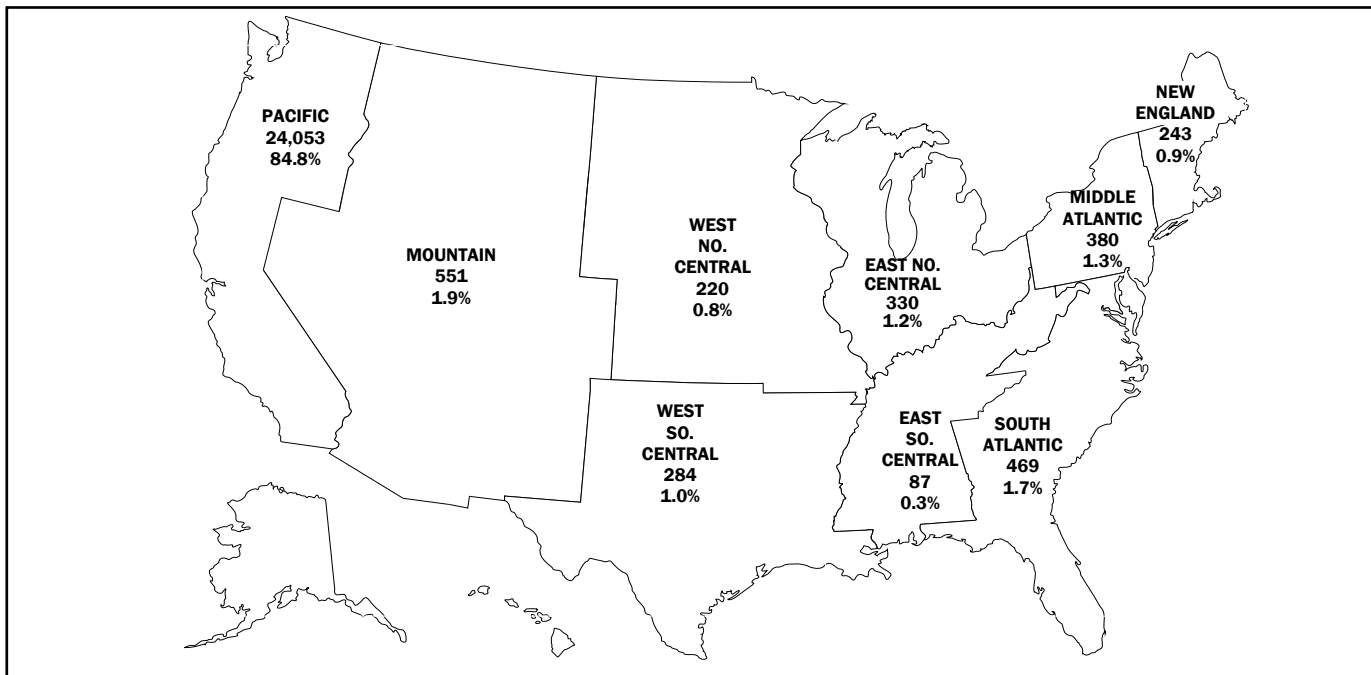 PACIFIC
24,053
84.8%
MOUNTAIN
551
1.9%
WEST
NO.
CENTRAL
220
0.8%
EAST NO.
CENTRAL
330
1.2%
NEW
ENGLAND
243
0.9%
MIDDLE
ATLANTIC
380
1.3%
WEST
SO.
CENTRAL
284
1.0%
EAST
SO.
CENTRAL
87
0.3%
SOUTH
ATLANTIC
469
1.7%